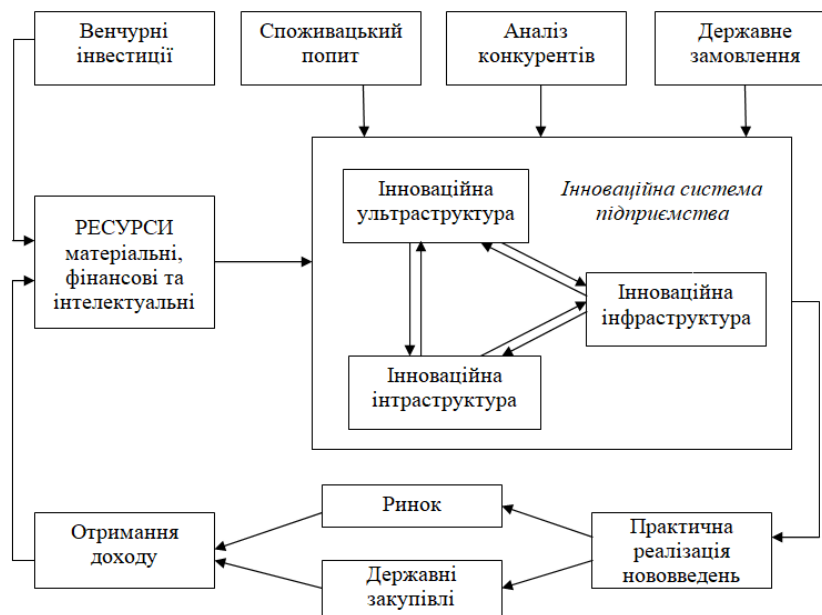 Венчурні
інвестиції
Споживацький
попит
Аналіз
конкурентів
Державне
замовлення
Інноваційна
ультраструктура
Інноваційна система
підприємства
РЕСУРСИ
матеріальні,
фінансові та
інтелектуальні
Інноваційна
інфраструктура
Інноваційна
інтраструктура
Ринок
Отримання
доходу
Практична
реалізація
нововведень
Державні
закупівлі